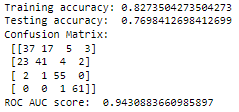 Training accuracy: 0.8273504273504273
Testing accuracy: 0.7698412698412699
Confusion Matrix:
[[37 17 5 3]
[23 41 4 2]
[ 2 1 55 0]
[ 0 0 1 61]]
ROC AUC score: 0.9430883660985897